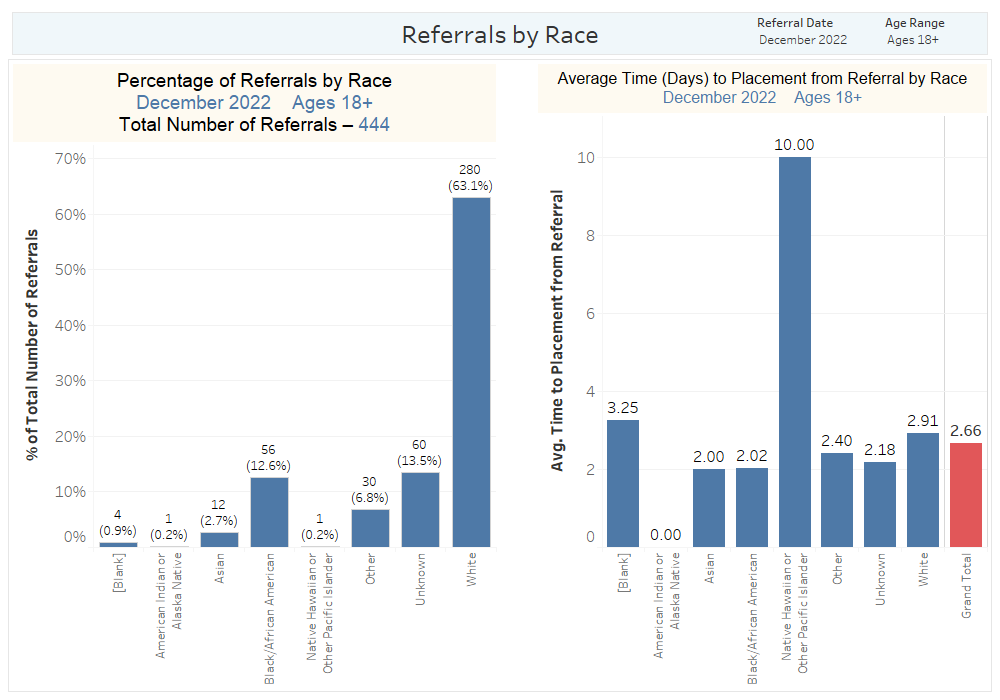 Referrals by Race
Referral Date
December 2022
Age Range
Ages 18+
Percentage of Referrals by Race
December 2022 Ages 18+
Total Number of Referrals – 444
% of Total Number of Referrals
70%
60%
50%
40%
30%
20%
10%
0%
4
(0.9%)
1
(0.2%)
12
(2.7%)
56
(12.6%)
1
(0.2%)
30
(6.8%)
60
(13.5%)
280
(63.1%)
[Blank]
American Indian or
Alaska Native
Asian
Black/African American
Native Hawaiian or
Other Pacific Islander
Other
Unknown
White
Average Time (Days) to Placement from Referral by Race
December 2022 Ages 18+
Avg. Time to Placement from Referral
10
8
6
4
2
0
3.25
0.00
2.00
2.02
10.00
2.40
2.18
2.91
2.66
[Blank]
American Indian or
Alaska Native
Asian
Black/African American
Native Hawaiian or
Other Pacific Islander
Other
Unknown
White
Grand Total